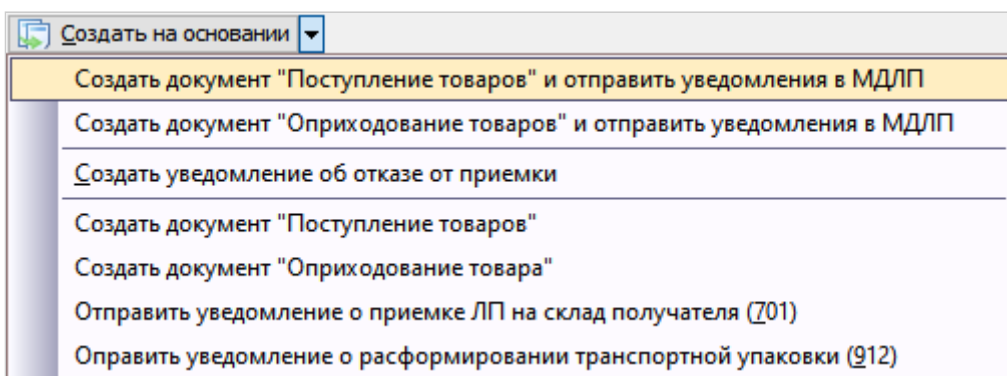 Создать на основании
Создать документ "Поступление товаров" и отправить уведомления в МДЛП
Создать документ "Оприходование товаров" и отправить уведомления в МДЛП
Создать уведомление об отказе от приемки
Создать документ "Поступление товаров"
Создать документ "Оприходование товара"
Отправить уведомление о приемке ЛП на склад получателя (701)
Оправить уведомление о расформировании транспортной упаковки (912)